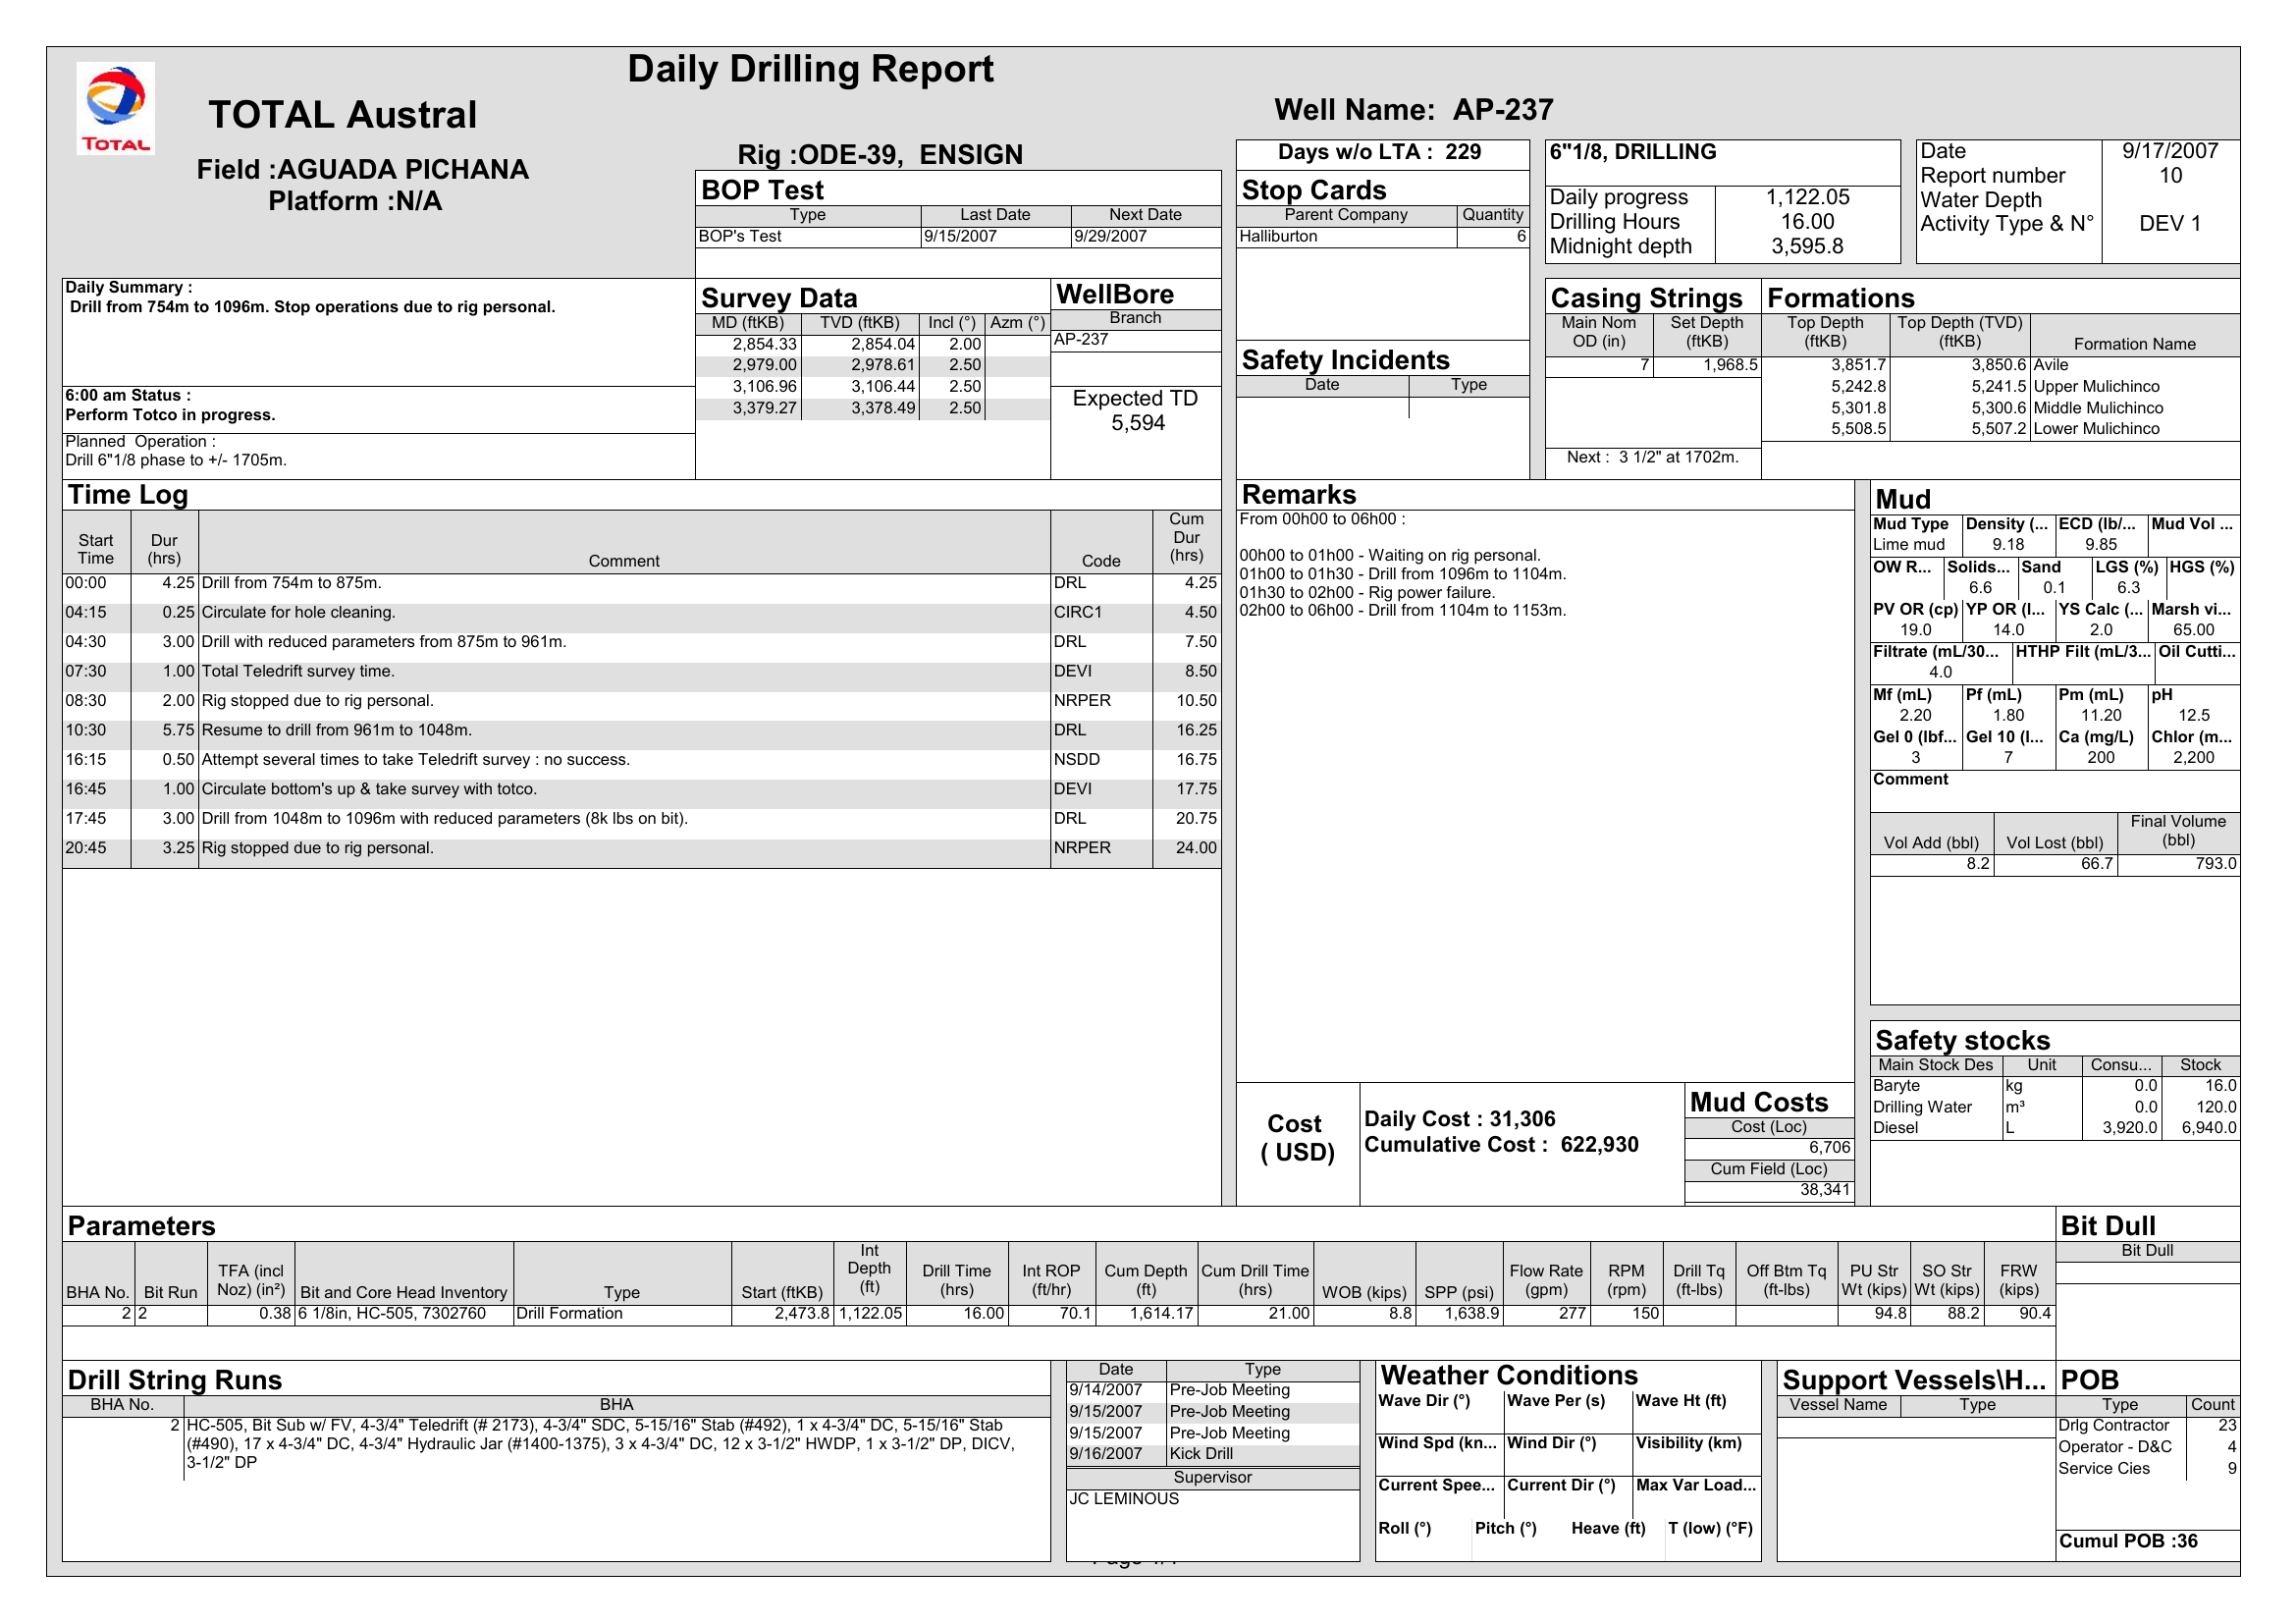 Daily Drilling Report
TOTAL
TOTAL Austral
Well Name: AP-237
Field :AGUADA PICHANA
Platform :N/A
Rig :ODE-39, ENSIGN
Days w/o LTA : 229
6"1/8, DRILLING
Daily progress 1,122.05
Drilling Hours 16.00
Midnight depth 3,595.8
Date 9/17/2007
Report number 10
Water Depth
Activity Type & N° DEV 1
BOP Test
Type Last Date Next Date
BOP's Test 9/15/2007 9/29/2007
Stop Cards
Parent Company Quantity
Halliburton 6
Daily Summary :
Drill from 754m to 1096m. Stop operations due to rig personal.
6:00 am Status :
Perform Totco in progress.
Planned Operation :
Drill 6"1/8 phase to +/- 1705m.
Survey Data
MD (ftKB) TVD (ftKB) Incl (°) Azm (°)
2,854.33 2,854.04 2.00
2,979.00 2,978.61 2.50
3,106.96 3,106.44 2.50
3,379.27 3,378.49 2.50
WellBore
Branch
AP-237
Expected TD
5,594
Safety Incidents
Date Type
Casing Strings
Main Nom OD (in) Set Depth (ftKB)
7 1,968.5
Next : 3 1/2" at 1702m.
Formations
Top Depth (ftKB) Top Depth (TVD) (ftKB) Formation Name
3,851.7 3,850.6 Avile
5,242.8 5,241.5 Upper Mulichinco
5,301.8 5,300.6 Middle Mulichinco
5,508.5 5,507.2 Lower Mulichinco
Time Log
Start Time Dur (hrs) Comment Code Cum Dur (hrs)
00:00 4.25 Drill from 754m to 875m. DRL 4.25
04:15 0.25 Circulate for hole cleaning. CIRC1 4.50
04:30 3.00 Drill with reduced parameters from 875m to 961m. DRL 7.50
07:30 1.00 Total Teledrift survey time. DEVI 8.50
08:30 2.00 Rig stopped due to rig personal. NRPER 10.50
10:30 5.75 Resume to drill from 961m to 1048m. DRL 16.25
16:15 0.50 Attempt several times to take Teledrift survey : no success. NSDD 16.75
16:45 1.00 Circulate bottom's up & take survey with totco. DEVI 17.75
17:45 3.00 Drill from 1048m to 1096m with reduced parameters (8k lbs on bit). DRL 20.75
20:45 3.25 Rig stopped due to rig personal. NRPER 24.00
Remarks
From 00h00 to 06h00 :
00h00 to 01h00 - Waiting on rig personal.
01h00 to 01h30 - Drill from 1096m to 1104m.
01h30 to 02h00 - Rig power failure.
02h00 to 06h00 - Drill from 1104m to 1153m.
Mud
Mud Type Density (... ECD (lb/... Mud Vol ...
Lime mud 9.18 9.85
OW R... Solids... Sand LGS (%) HGS (%)
6.6 0.1 6.3
PV OR (cp) YP OR (l... YS Calc (... Marsh vi...
19.0 14.0 2.0 65.00
Filtrate (mL/30... HTHP Filt (mL/3... Oil Cutti...
4.0
Mf (mL) Pf (mL) Pm (mL) pH
2.20 1.80 11.20 12.5
Gel 0 (lbf... Gel 10 (l... Ca (mg/L) Chlor (m...
3 7 200 2,200
Comment
Vol Add (bbl) Vol Lost (bbl) Final Volume (bbl)
8.2 66.7 793.0
Safety stocks
Main Stock Des Unit Consu... Stock
Baryte kg 0.0 16.0
Drilling Water m³ 0.0 120.0
Diesel L 3,920.0 6,940.0
Cost
( USD)
Daily Cost : 31,306
Cumulative Cost : 622,930
Mud Costs
Cost (Loc)
6,706
Cum Field (Loc)
38,341
Parameters
BHA No. Bit Run TFA (incl Noz) (in²) Bit and Core Head Inventory Type Start (ftKB) Int Depth (ft) Drill Time (hrs) Int ROP (ft/hr) Cum Depth (ft) Cum Drill Time (hrs) WOB (kips) SPP (psi) Flow Rate (gpm) RPM (rpm) Drill Tq (ft-lbs) Off Btm Tq (ft-lbs) PU Str Wt (kips) SO Str Wt (kips) FRW (kips)
2 2 0.38 6 1/8in, HC-505, 7302760 Drill Formation 2,473.8 1,122.05 16.00 70.1 1,614.17 21.00 8.8 1,638.9 277 150 94.8 88.2 90.4
Bit Dull
Bit Dull
Drill String Runs
BHA No. BHA
2 HC-505, Bit Sub w/ FV, 4-3/4" Teledrift (# 2173), 4-3/4" SDC, 5-15/16" Stab (#492), 1 x 4-3/4" DC, 5-15/16" Stab
(#490), 17 x 4-3/4" DC, 4-3/4" Hydraulic Jar (#1400-1375), 3 x 4-3/4" DC, 12 x 3-1/2" HWDP, 1 x 3-1/2" DP, DICV,
3-1/2" DP
Date Type
9/14/2007 Pre-Job Meeting
9/15/2007 Pre-Job Meeting
9/15/2007 Pre-Job Meeting
9/16/2007 Kick Drill
Supervisor
JC LEMINOUS
Weather Conditions
Wave Dir (°) Wave Per (s) Wave Ht (ft)
Wind Spd (kn... Wind Dir (°) Visibility (km)
Current Spee... Current Dir (°) Max Var Load...
Roll (°) Pitch (°) Heave (ft) T (low) (°F)
Support Vessels\H...
Vessel Name Type
POB
Type Count
Drlg Contractor 23
Operator - D&C 4
Service Cies 9
Cumul POB :36